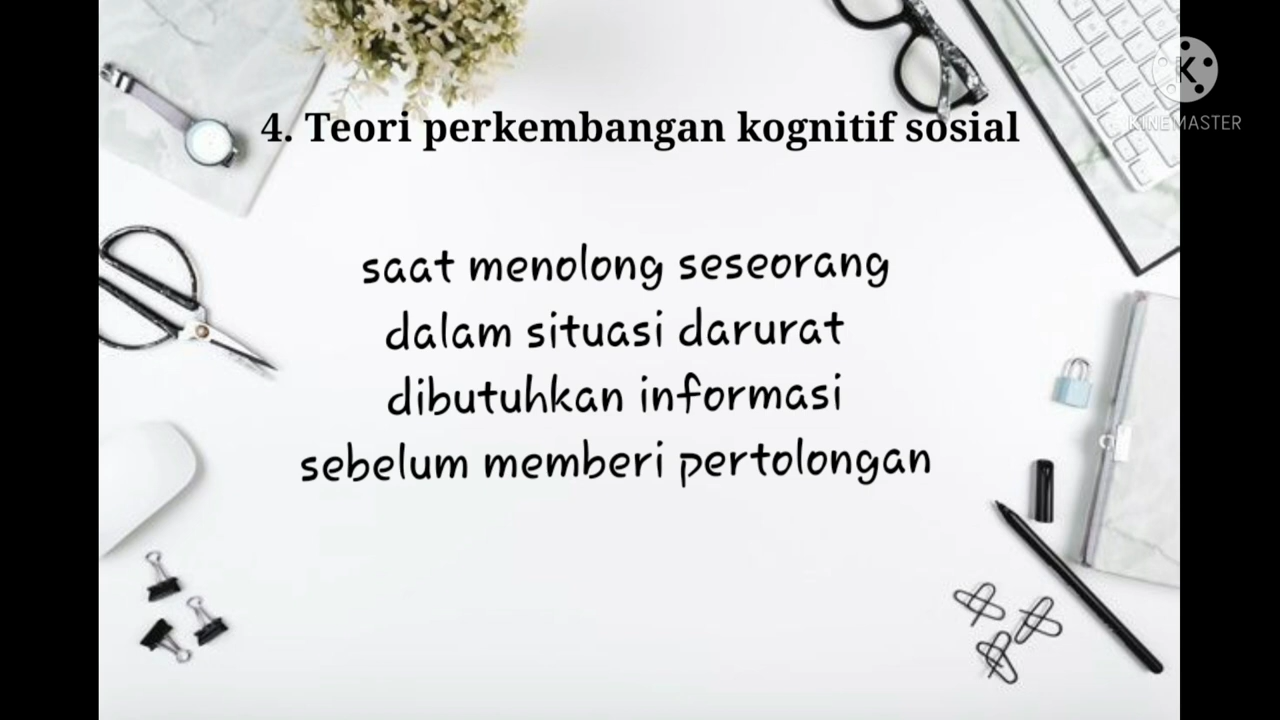 4. Teori perkembangan kognitif sosial
saat menolong seseorang
dalam situasi darurat
dibutuhkan informasi
sebelum memberi pertolongan
K
KINEMASTER